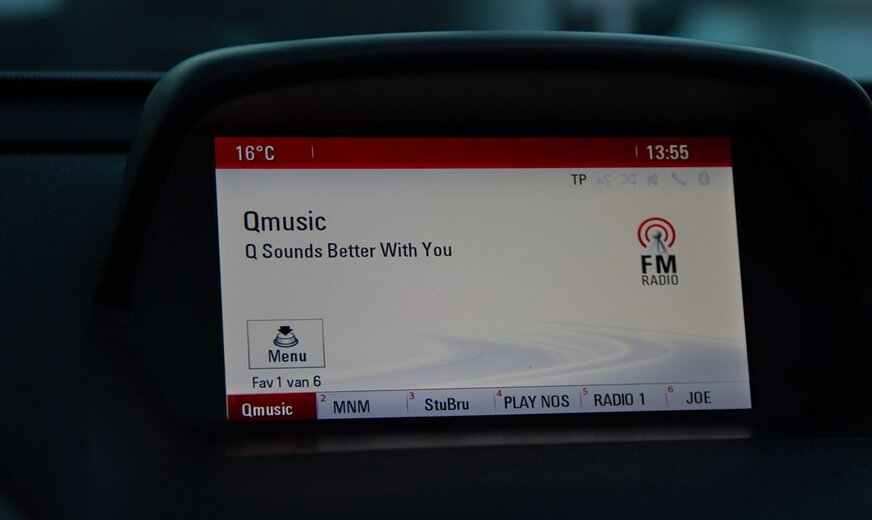 16°C 13:55
TP
Qmusic
Q Sounds Better With You
FM
RADIO
Menu
Fav 1 van 6
Qmusic 2 MNM 3 StuBru 4 PLAY NOS 5 RADIO 1 6 JOE